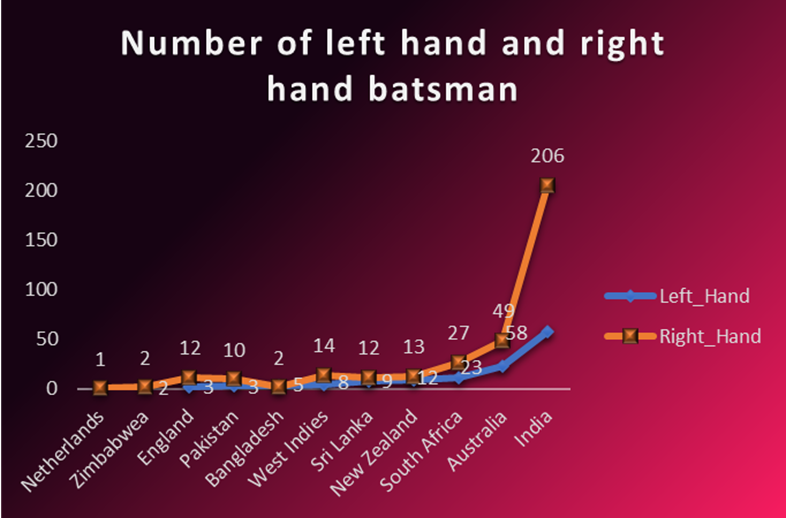 Number of left hand and right
hand batsman
250
200
150
100
50
0
1
2
12
10
2
14
12
13
27
49
206
2
3
3
5
8
9
12
23
58
Netherlands
Zimbabwea
England
Pakistan
Bangladesh
West Indies
Sri Lanka
New Zealand
South Africa
Australia
India
Left_Hand
Right_Hand